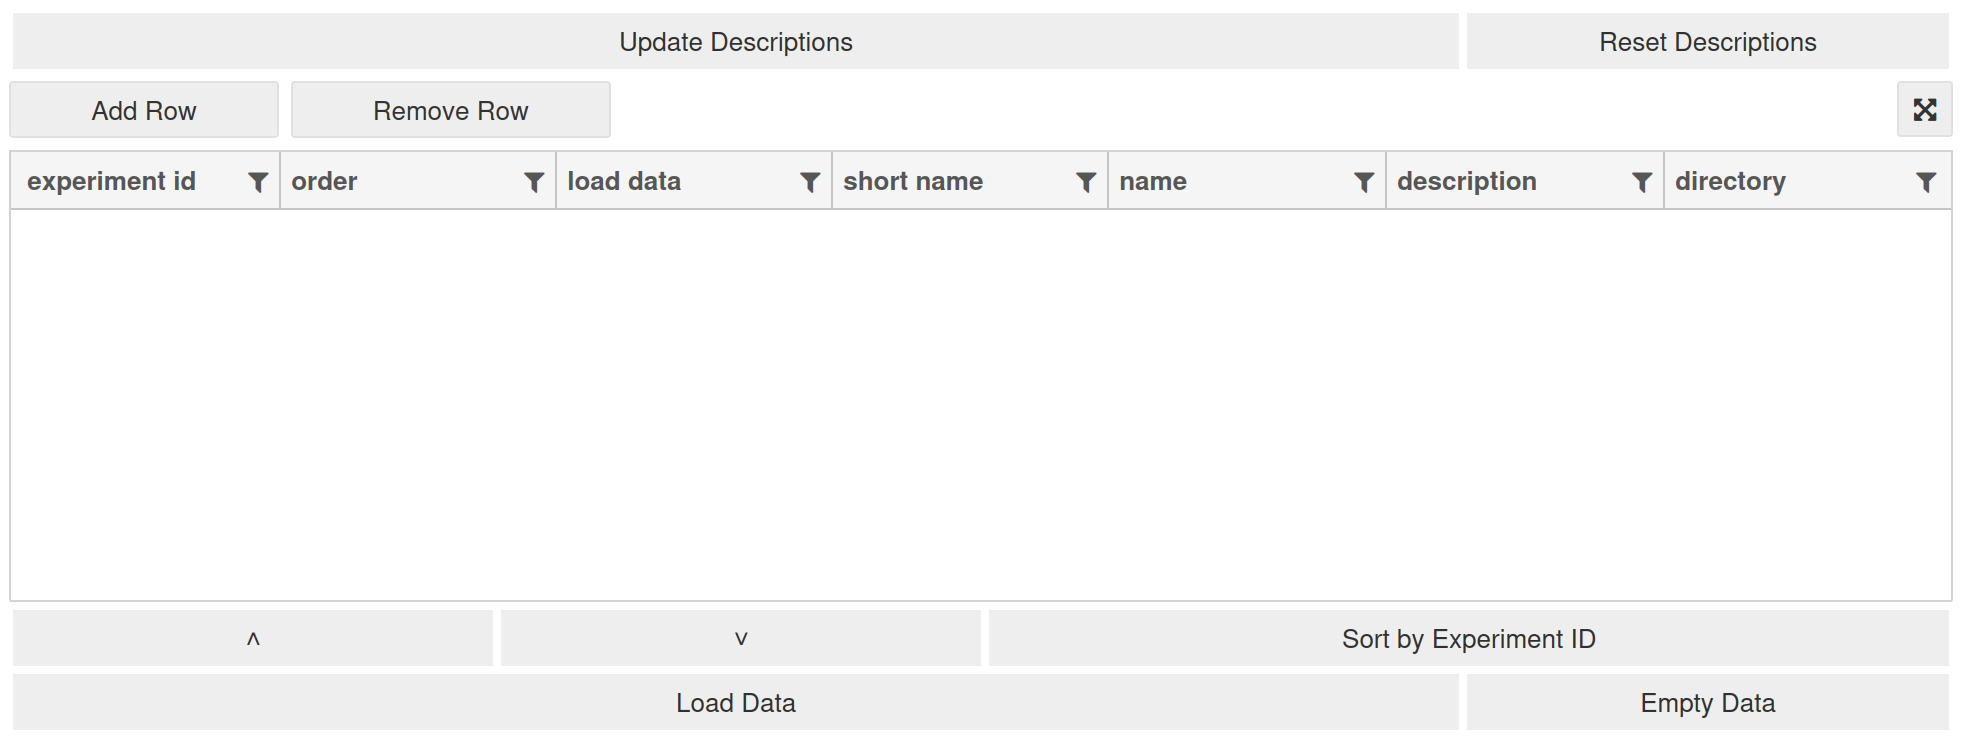 Update Descriptions Reset Descriptions
Add Row Remove Row
experiment id order load data short name name description directory
˄ ˅ Sort by Experiment ID
Load Data Empty Data